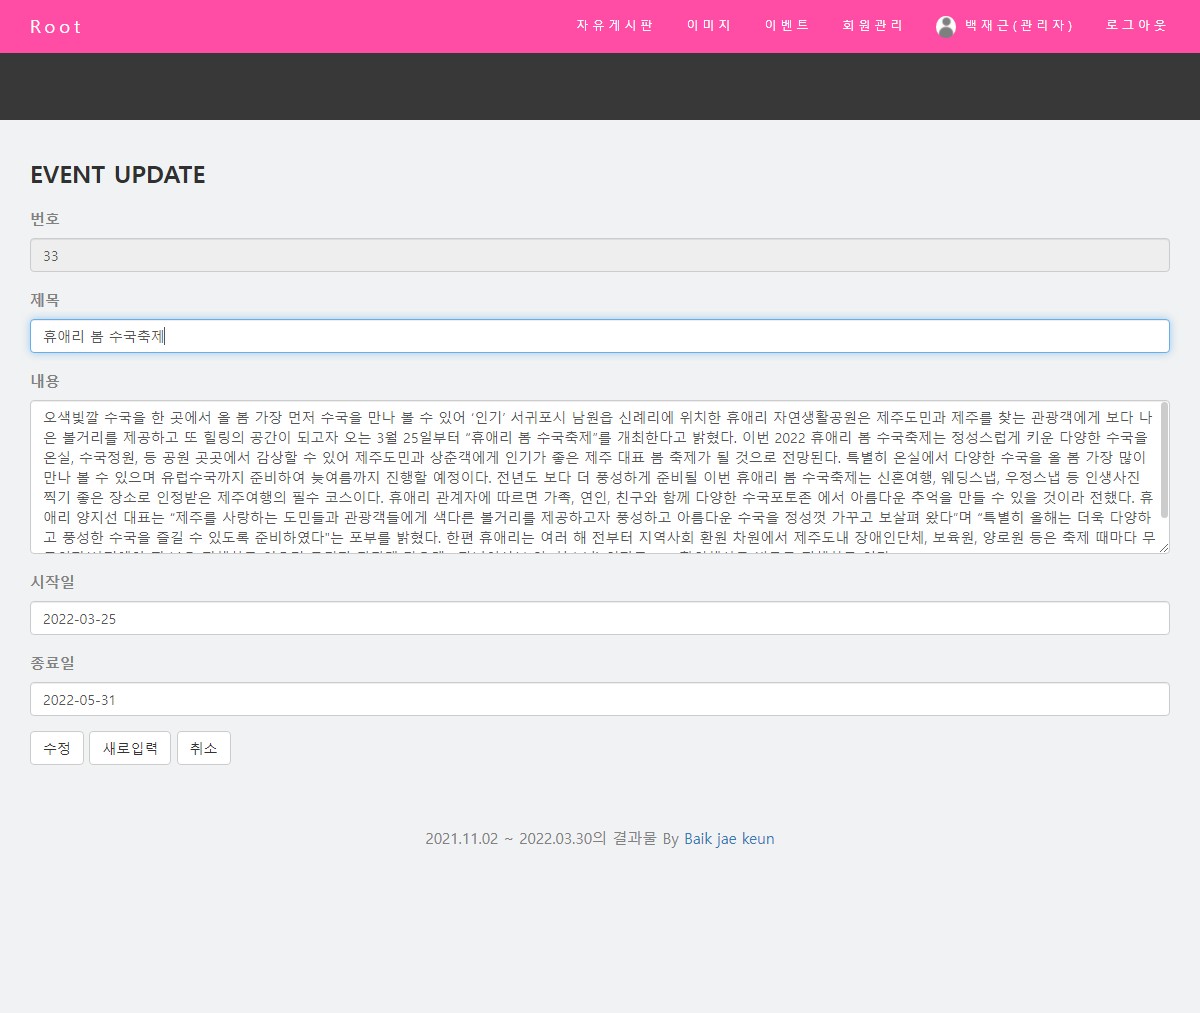 Root
자유게시판 이미지 이벤트 회원관리 백재근(관리자) 로그아웃
EVENT UPDATE
번호
33
제목
휴애리 봄 수국축제
내용
오색빛깔 수국을 한 곳에서 올 봄 가장 먼저 수국을 만나 볼 수 있어 ‘인기’ 서귀포시 남원읍 신례리에 위치한 휴애리 자연생활공원은 제주도민과 제주를 찾는 관광객에게 보다 나
은 볼거리를 제공하고 또 힐링의 공간이 되고자 오는 3월 25일부터 “휴애리 봄 수국축제”를 개최한다고 밝혔다. 이번 2022 휴애리 봄 수국축제는 정성스럽게 키운 다양한 수국을
온실, 수국정원, 등 공원 곳곳에서 감상할 수 있어 제주도민과 상춘객에게 인기가 좋은 제주 대표 봄 축제가 될 것으로 전망된다. 특별히 온실에서 다양한 수국을 올 봄 가장 많이
만나 볼 수 있으며 유럽수국까지 준비하여 늦여름까지 진행할 예정이다. 전년도 보다 더 풍성하게 준비될 이번 휴애리 봄 수국축제는 신혼여행, 웨딩스냅, 우정스냅 등 인생사진
찍기 좋은 장소로 인정받은 제주여행의 필수 코스이다. 휴애리 관계자에 따르면 가족, 연인, 친구와 함께 다양한 수국포토존 에서 아름다운 추억을 만들 수 있을 것이라 전했다. 휴
애리 양지선 대표는 “제주를 사랑하는 도민들과 관광객들에게 색다른 볼거리를 제공하고자 풍성하고 아름다운 수국을 정성껏 가꾸고 보살펴 왔다”며 “특별히 올해는 더욱 다양하
고 풍성한 수국을 즐길 수 있도록 준비하였다"는 포부를 밝혔다. 한편 휴애리는 여러 해 전부터 지역사회 환원 차원에서 제주도내 장애인단체, 보육원, 양로원 등은 축제 때마다 무
시작일
2022-03-25
종료일
2022-05-31
수정 새로입력 취소
2021.11.02 ~ 2022.03.30의 결과물 By Baik jae keun